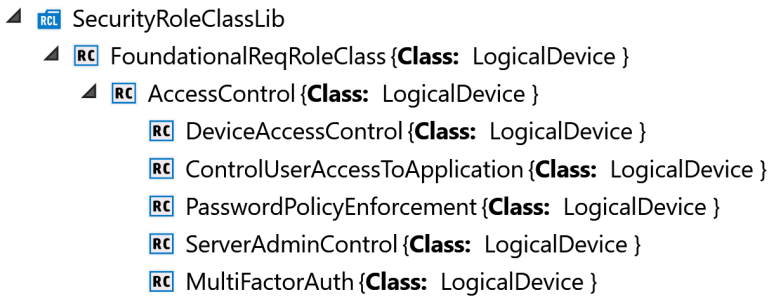 RCL SecurityRoleClassLib
RC FoundationalReqRoleClass {Class: LogicalDevice }
RC AccessControl {Class: LogicalDevice }
RC DeviceAccessControl {Class: LogicalDevice }
RC ControlUserAccessToApplication {Class: LogicalDevice }
RC PasswordPolicyEnforcement {Class: LogicalDevice }
RC ServerAdminControl {Class: LogicalDevice }
RC MultiFactorAuth {Class: LogicalDevice }